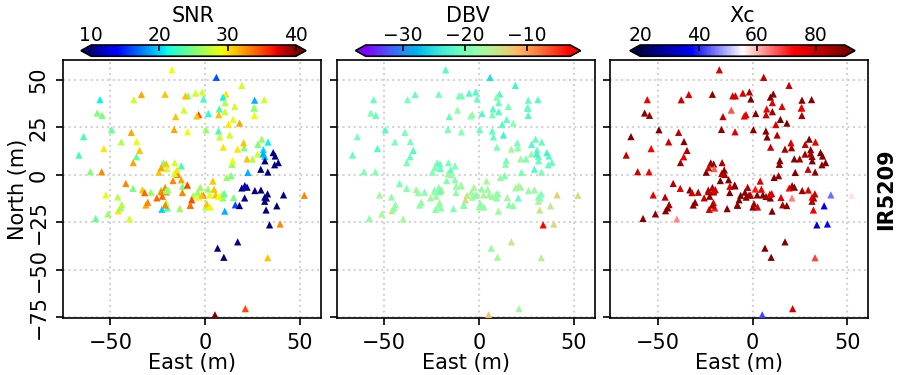 SNR DBV Xc
10 20 30 40 −30 −20 −10 20 40 60 80
50
25
0
−25
−50
−75
North (m)
IR5209
−50 0 50 −50 0 50 −50 0 50
East (m) East (m) East (m)